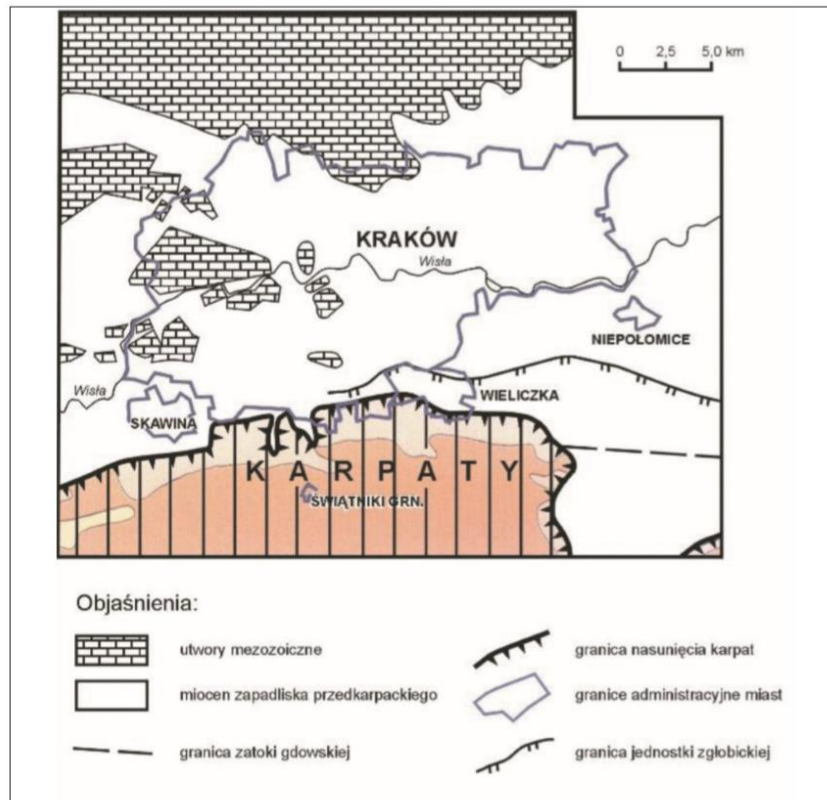 0 2,5 5,0 km
KRAKÓW
Wisła
NIEPOŁOMICE
WIELICZKA
Wisła
SKAWINA
KARPATY
ŚWIĄTNIKI GRN.
Objaśnienia:
utwory mezozoiczne
granica nasunięcia karpat
miocen zapadliska przedkarpackiego
granice administracyjne miast
granica zatoki gdowskiej
granica jednostki zgłobickiej